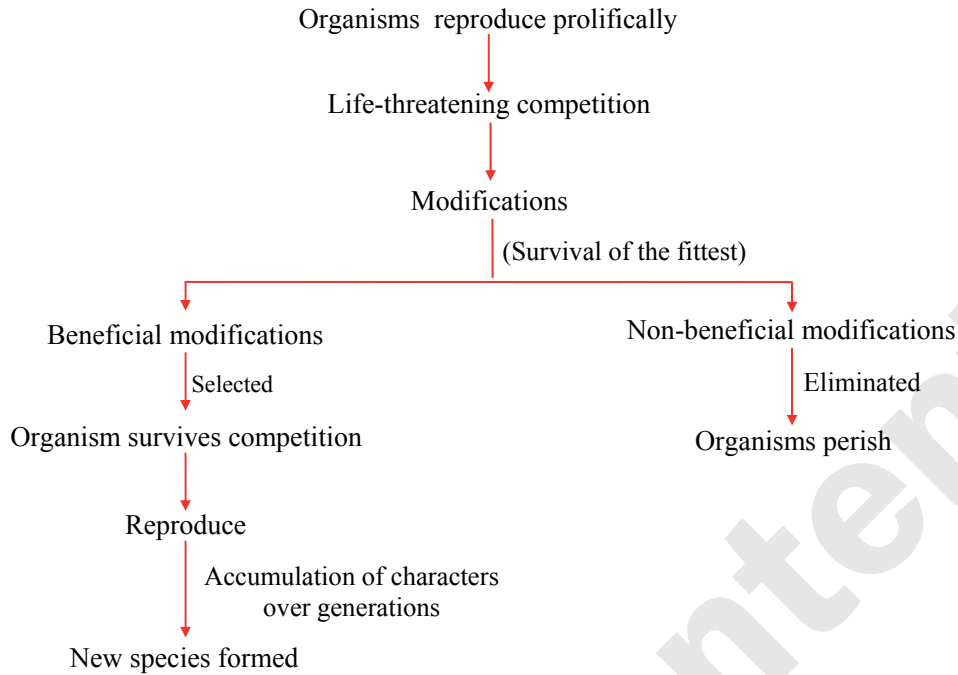 Organisms reproduce prolifically
Life-threatening competition
Modifications
(Survival of the fittest)
Beneficial modifications
Non-beneficial modifications
Selected
Eliminated
Organism survives competition
Organisms perish
Reproduce
Accumulation of characters
over generations
New species formed